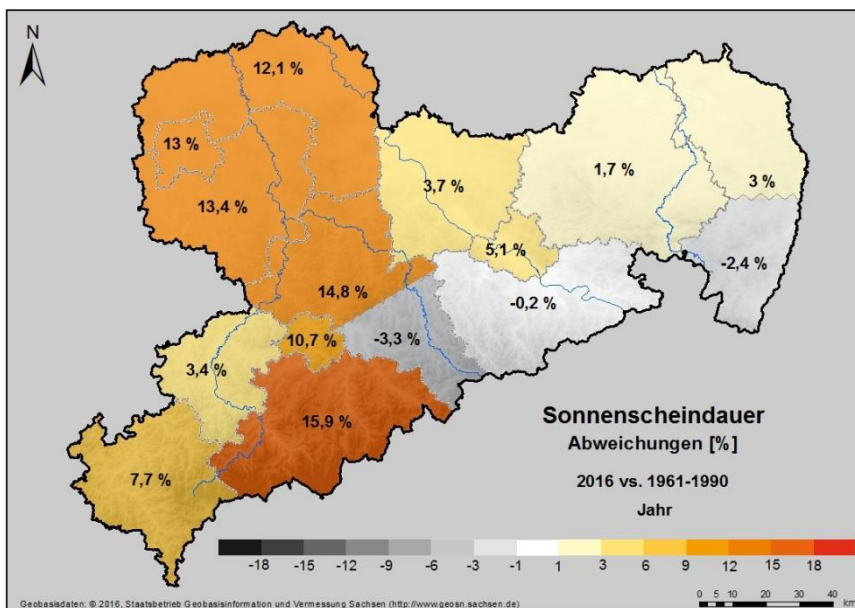 N
12,1 %
13 %
13,4 %
3,7 %
1,7 %
3 %
5,1 %
-2,4 %
14,8 %
-0,2 %
10,7 %
-3,3 %
3,4 %
15,9 %
7,7 %
Sonnenscheindauer
Abweichungen [%]
2016 vs. 1961-1990
Jahr
-18 -15 -12 -9 -6 -3 -1 1 3 6 9 12 15 18
Geobasisdaten: © 2016, Staatsbetrieb Geobasisinformation und Vermessung Sachsen (http://www.geosn.sachsen.de)
0 5 10 20 30 40
km